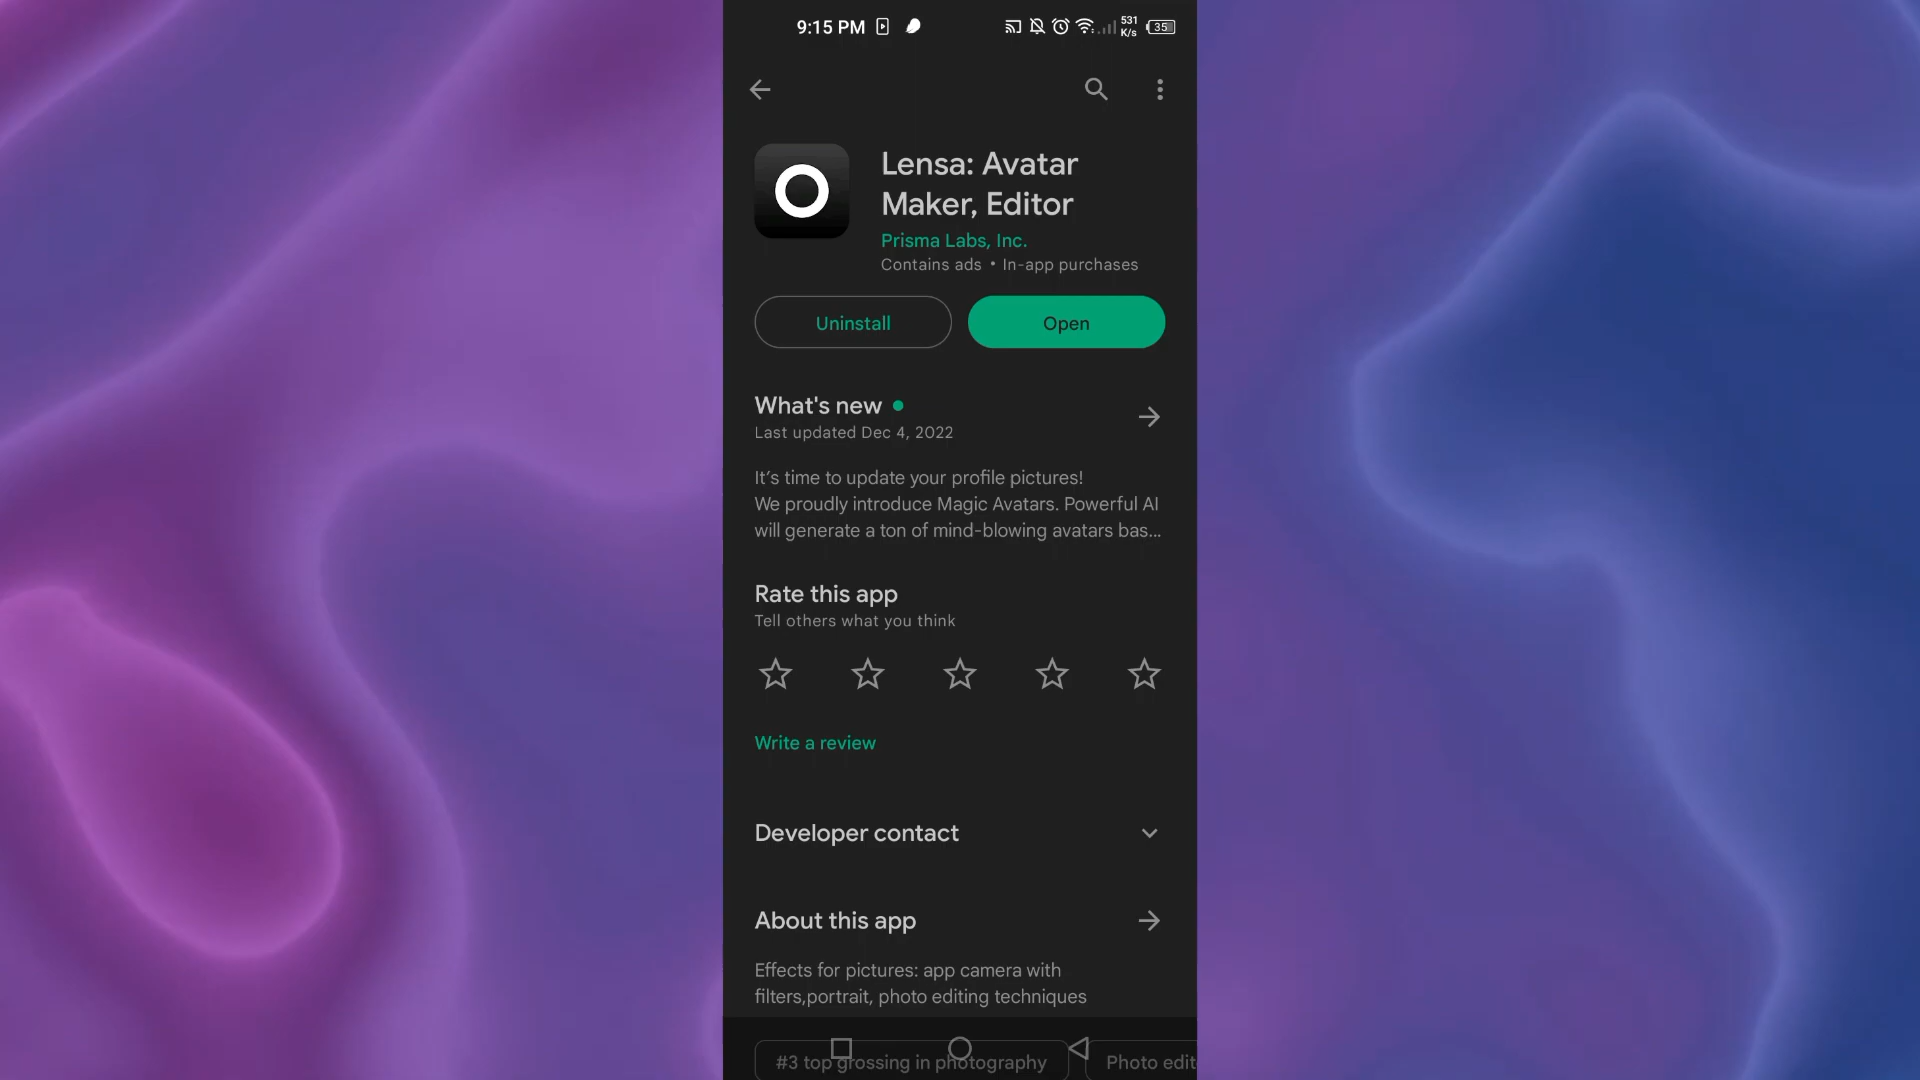 9:15 PM
531
K/s
35
Lensa: Avatar
Maker, Editor
Prisma Labs, Inc.
Contains ads • In-app purchases
Uninstall
Open
What's new
Last updated Dec 4, 2022
It’s time to update your profile pictures!
We proudly introduce Magic Avatars. Powerful AI
will generate a ton of mind-blowing avatars bas...
Rate this app
Tell others what you think
Write a review
Developer contact
About this app
Effects for pictures: app camera with
filters,portrait, photo editing techniques
#3 top grossing in photography
Photo edit